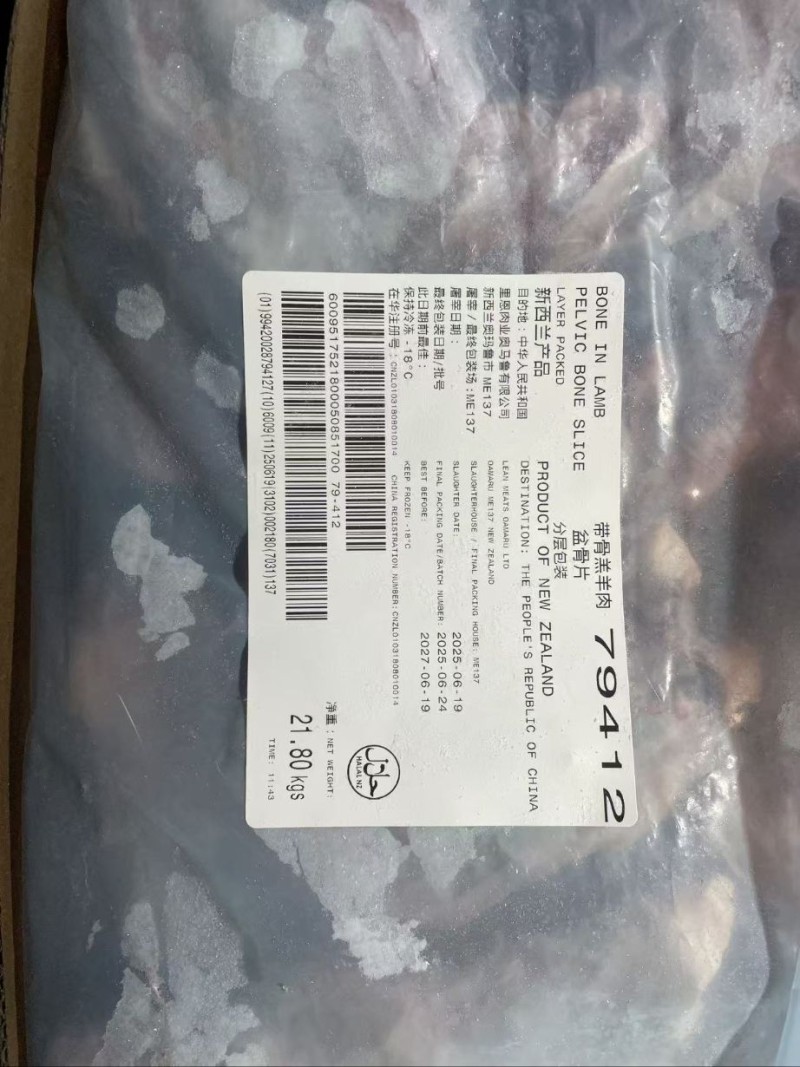 BONE IN LAMB 带骨羔羊肉 79412
PELVIC BONE SLICE 盆骨片
LAYER PACKED 分层包装
新西兰产品 PRODUCT OF NEW ZEALAND
目的地：中华人民共和国 DESTINATION: THE PEOPLE'S REPUBLIC OF CHINA
里恩肉业奥马鲁有限公司 LEAN MEATS OAMARU LTD
新西兰奥玛鲁市 ME137 OAMARU ME137 NEW ZEALAND
屠宰/最终包装场：ME137 SLAUGHTERHOUSE / FINAL PACKING HOUSE: ME137
屠宰日期： SLAUGHTER DATE: 2025-06-19
最终包装日期/批号 FINAL PACKING DATE/BATCH NUMBER: 2025-06-24
此日期前最佳： BEST BEFORE: 2027-06-19
保持冷冻 -18°C KEEP FROZEN -18°C
在华注册号：CNZL01031808010014 CHINA REGISTRATION NUMBER: CNZL01031808010014
حلال
HALAL NZ
6009517521800050851700 79-412
净重：NET WEIGHT:
21.80 kgs
(01)99420028794127(10)6009(11)250619(3102)002180(7031)137
TIME: 11:43